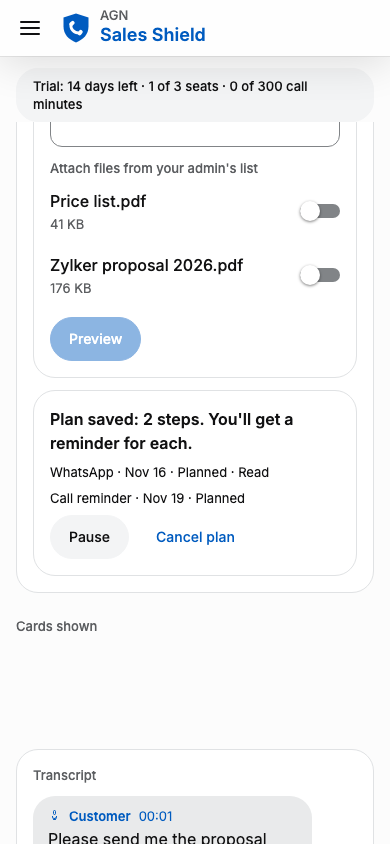 AGN
Sales Shield
Trial: 14 days left · 1 of 3 seats · 0 of 300 call
minutes
Attach files from your admin's list
Price list.pdf
41 KB
Zylker proposal 2026.pdf
176 KB
Preview
Plan saved: 2 steps. You'll get a
reminder for each.
WhatsApp · Nov 16 · Planned · Read
Call reminder · Nov 19 · Planned
Pause
Cancel plan
Cards shown
Transcript
Customer 00:01
Please send me the proposal